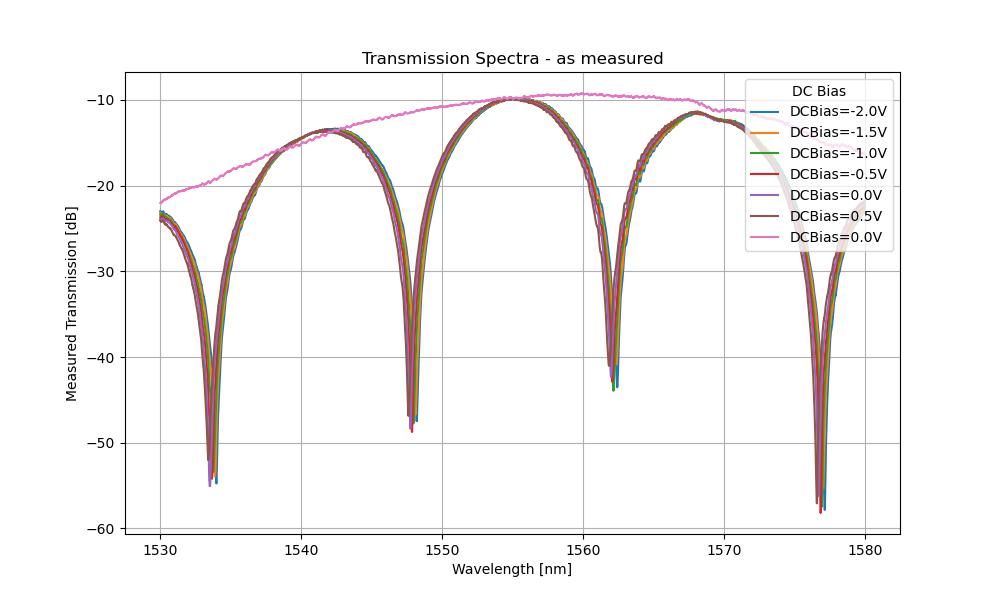 Transmission Spectra - as measured
Measured Transmission [dB]
−10
−20
−30
−40
−50
−60
DC Bias
DCBias=-2.0V
DCBias=-1.5V
DCBias=-1.0V
DCBias=-0.5V
DCBias=0.0V
DCBias=0.5V
DCBias=0.0V
1530 1540 1550 1560 1570 1580
Wavelength [nm]